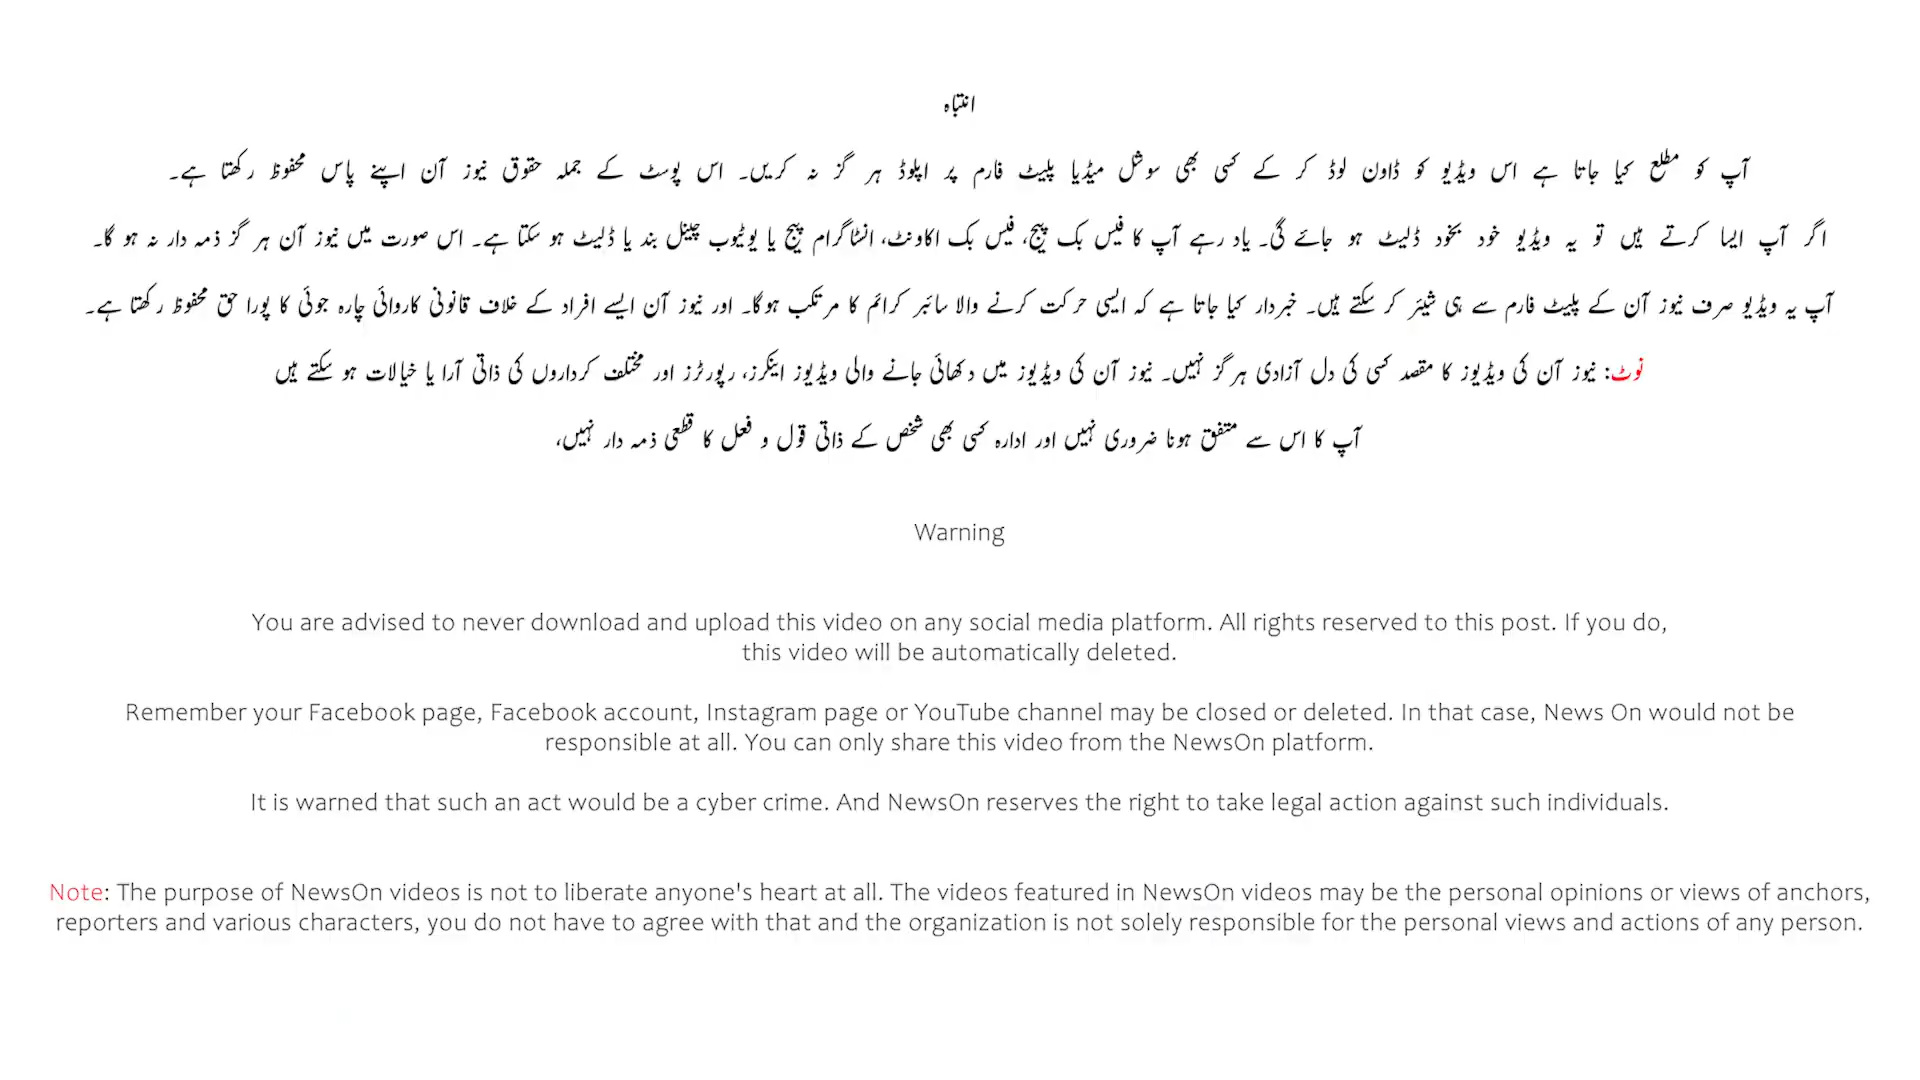 انتباہ
آپ کو مطلع کیا جاتا ہے اس ویڈیو کو ڈاون لوڈ کر کے کسی بھی سوشل میڈیا پلیٹ فارم پر اپلوڈ ہر گز نہ کریں۔ اس پوسٹ کے جملہ حقوق نیوز آن اپنے پاس محفوظ رکھتا ہے۔
اگر آپ ایسا کرتے ہیں تو یہ ویڈیو خود بخود ڈلیٹ ہو جائے گی۔ یاد رہے آپ کا فیس بک پیج، فیس بک اکاونٹ، انسٹاگرام پیج یا یوٹیوب چینل بند یا ڈلیٹ ہو سکتا ہے۔ اس صورت میں نیوز آن ہر گز ذمہ دار نہ ہو گا۔
آپ یہ ویڈیو صرف نیوز آن کے پلیٹ فارم سے ہی شیئر کر سکتے ہیں۔ خبردار کیا جاتا ہے کہ ایسی حرکت کرنے والا سائبر کرائم کا مرتکب ہوگا۔ اور نیوز آن ایسے افراد کے خلاف قانونی کاروائی چارہ جوئی کا پورا حق محفوظ رکھتا ہے۔
نوٹ: نیوز آن کی ویڈیوز کا مقصد کسی کی دل آزادی ہرگز نہیں۔ نیوز آن کی ویڈیوز میں دکھائی جانے والی ویڈیوز اینکرز، رپورٹرز اور مختلف کرداروں کی ذاتی آرا یا خیالات ہو سکتے ہیں
آپ کا اس سے متفق ہونا ضروری نہیں اور ادارہ کسی بھی شخص کے ذاتی قول و فعل کا قطعی ذمہ دار نہیں،
Warning
You are advised to never download and upload this video on any social media platform. All rights reserved to this post. If you do,
this video will be automatically deleted.
Remember your Facebook page, Facebook account, Instagram page or YouTube channel may be closed or deleted. In that case, News On would not be
responsible at all. You can only share this video from the NewsOn platform.
It is warned that such an act would be a cyber crime. And NewsOn reserves the right to take legal action against such individuals.
Note: The purpose of NewsOn videos is not to liberate anyone's heart at all. The videos featured in NewsOn videos may be the personal opinions or views of anchors,
reporters and various characters, you do not have to agree with that and the organization is not solely responsible for the personal views and actions of any person.